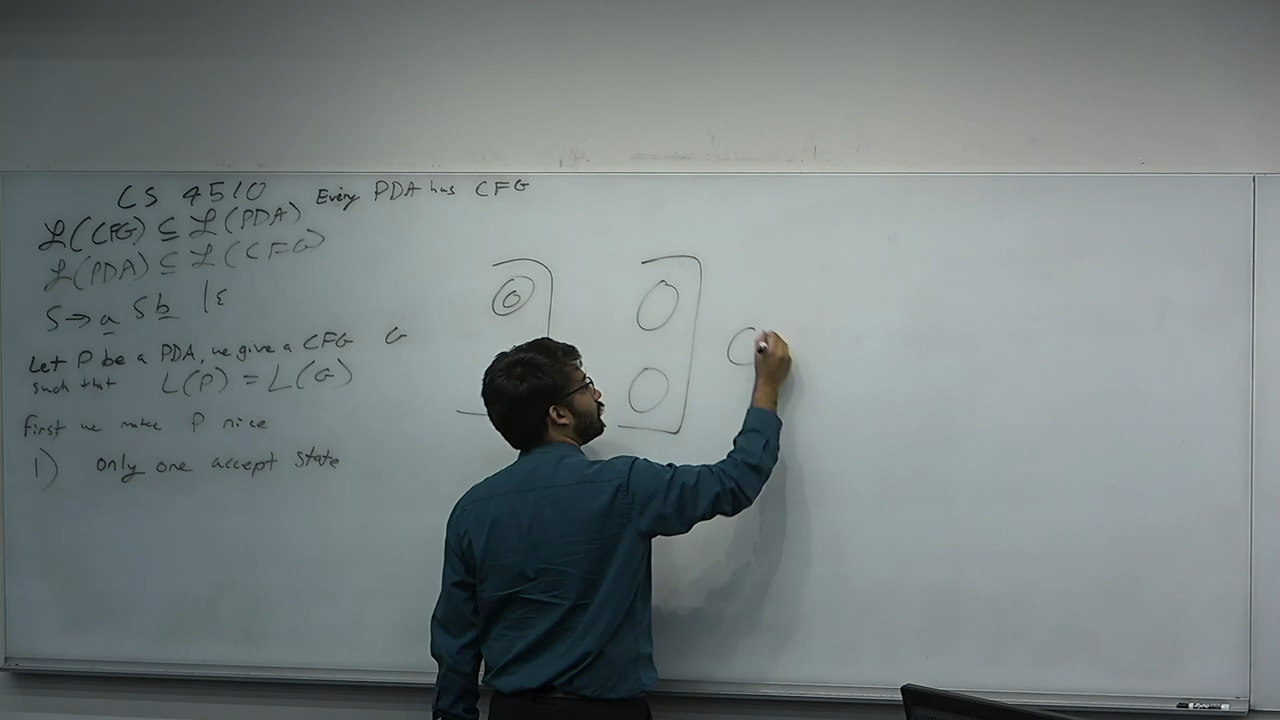 CS 4510 Every PDA has CFG
ℒ(CFG) ⊆ ℒ(PDA)
ℒ(PDA) ⊆ ℒ(CFG)
S → a S b | ε
Let P be a PDA, we give a CFG G
such that L(P) = L(G)
first we make P nice
1) only one accept state